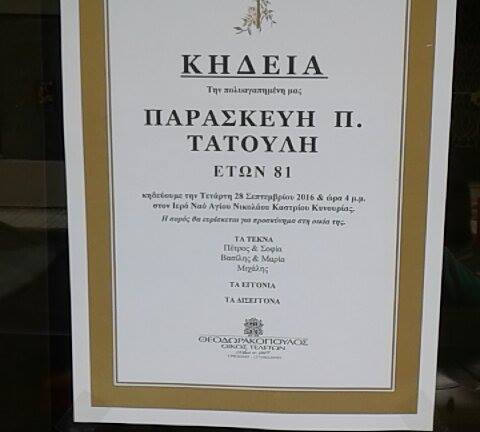 ΚΗΔΕΙΑ
Την πολυαγαπημένη μας
ΠΑΡΑΣΚΕΥΗ Π.
ΤΑΤΟΥΛΗ
ΕΤΩΝ 81
κηδεύουμε την Τετάρτη 28 Σεπτεμβρίου 2016 & ώρα 4 μ.μ.
στον Ιερό Ναό Αγίου Νικολάου Καστρίου Κυνουρίας.
Η σορός θα ευρίσκεται για προσκύνημα στη οικία της.
ΤΑ ΤΕΚΝΑ
Πέτρος & Σοφία
Βασίλης & Μαρία
Μιχάλης
ΤΑ ΕΓΓΟΝΙΑ
ΤΑ ΔΙΣΕΓΓΟΝΑ
ΘΕΟΔΩΡΑΚΟΠΟΥΛΟΣ
ΟΙΚΟΣ ΤΕΛΕΤΩΝ